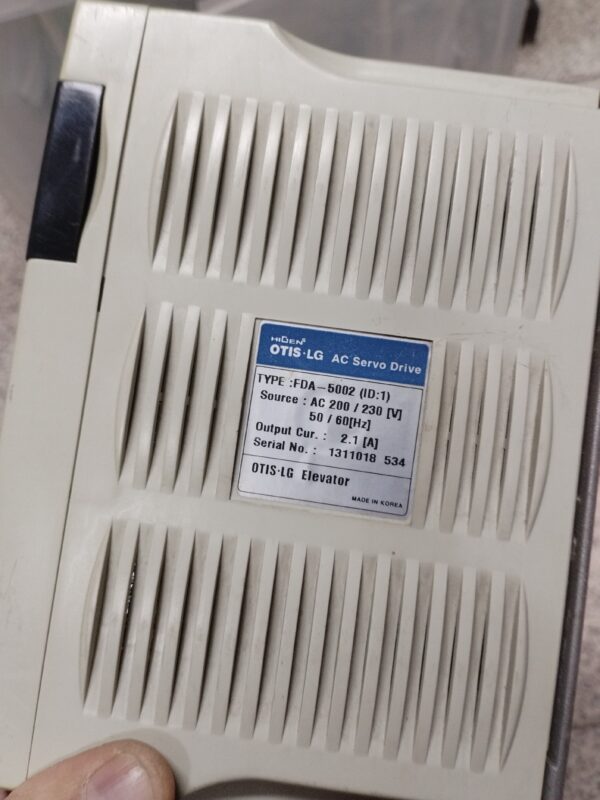 HIGEN
OTIS·LG AC Servo Drive
TYPE :FDA-5002 (ID:1)
Source : AC 200 / 230 [V]
50 / 60[Hz]
Output Cur. : 2.1 [A]
Serial No. : 1311018 534
OTIS·LG Elevator
MADE IN KOREA